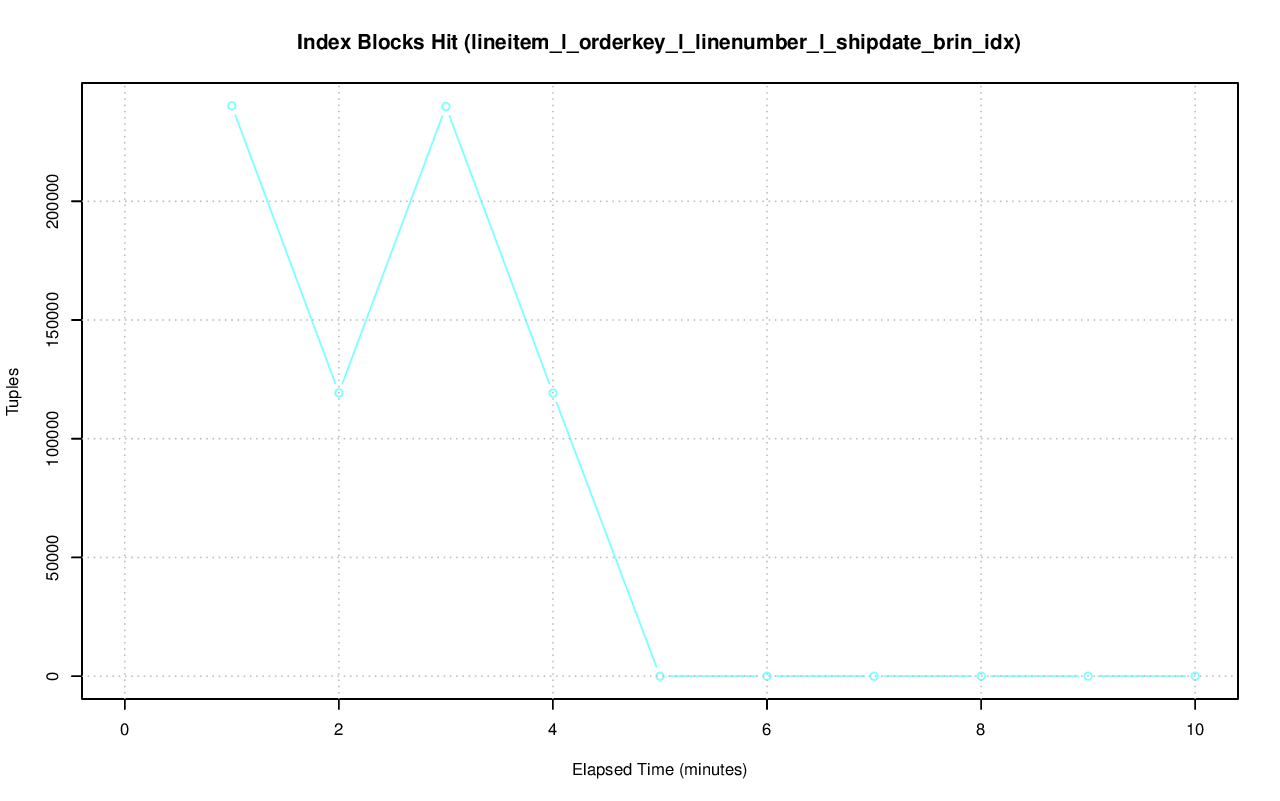 Index Blocks Hit (lineitem_l_orderkey_l_linenumber_l_shipdate_brin_idx)
Tuples
200000
150000
100000
50000
0
0 2 4 6 8 10
Elapsed Time (minutes)